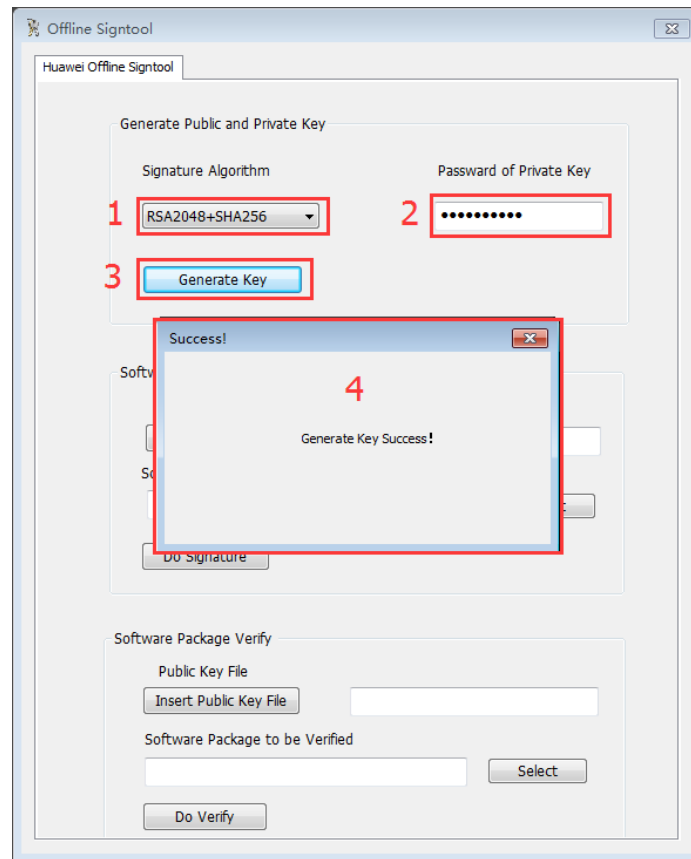 Offline Signtool
Huawei Offline Signtool
Generate Public and Private Key
Signature Algorithm
Passward of Private Key
1
RSA2048+SHA256
2
••••••••••
3
Generate Key
Success!
4
Generate Key Success!
Do Signature
Software Package Verify
Public Key File
Insert Public Key File
Software Package to be Verified
Select
Do Verify